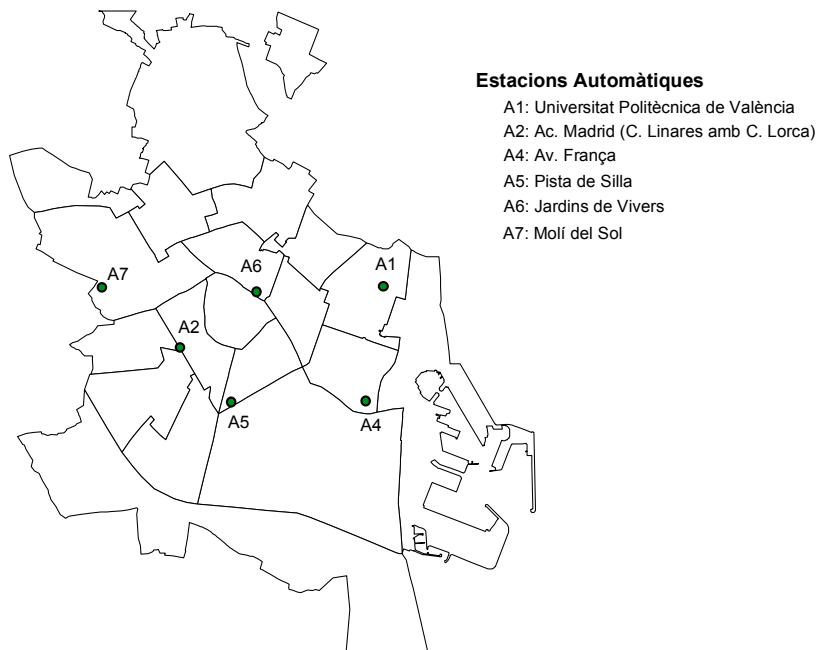 Estacions Automàtiques
A1: Universitat Politècnica de València
A2: Ac. Madrid (C. Linares amb C. Lorca)
A4: Av. França
A5: Pista de Silla
A6: Jardins de Vivers
A7: Molí del Sol
A7
A6
A1
A2
A5
A4